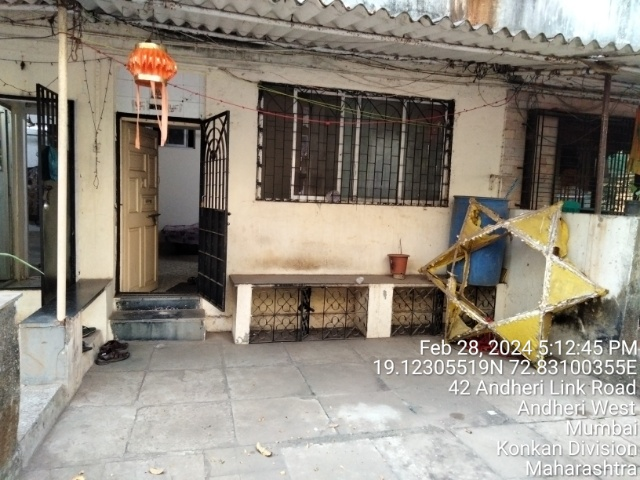 Feb 28, 2024 5:12:45 PM
19.12305519N 72.83100355E
42 Andheri Link Road
Andheri West
Mumbai
Konkan Division
Maharashtra